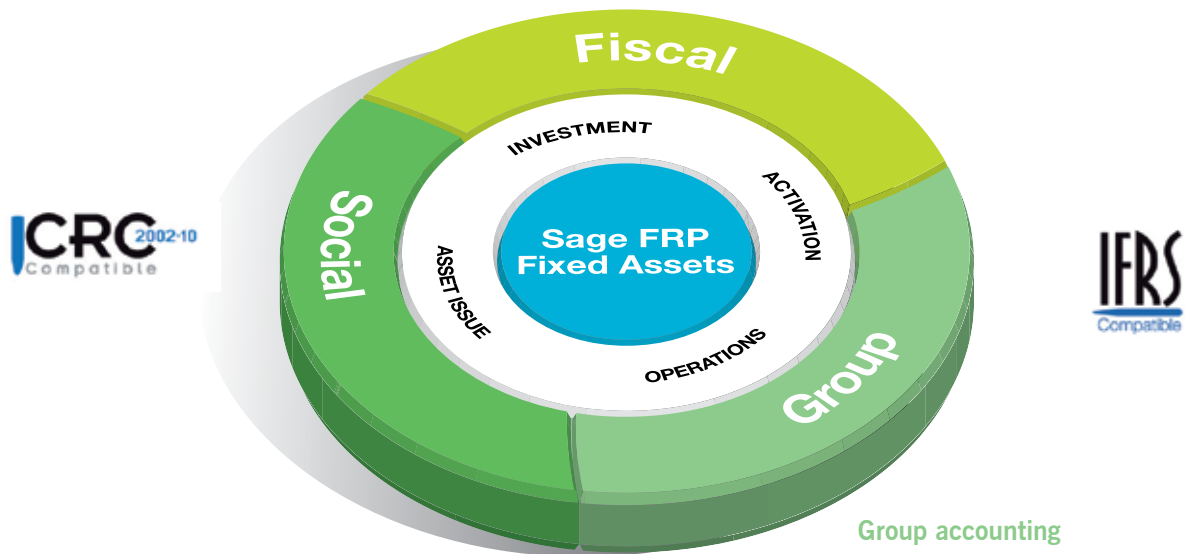 Fiscal
INVESTMENT
ACTIVATION
Social
CRC 2002-10
Compatible
Sage FRP
Fixed Assets
IFRS
Compatible
ASSET ISSUE
OPERATIONS
Group
Group accounting